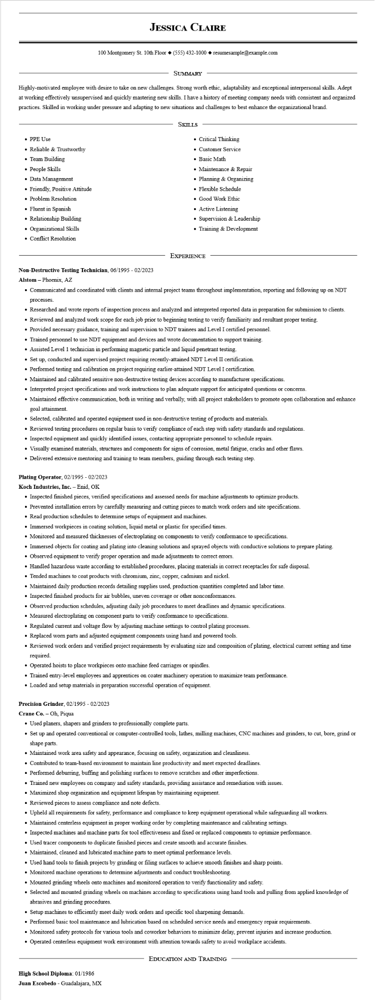 Jessica Claire
100 Montgomery St. 10th Floor ◆ (555) 432-1000 ◆ resumesample@example.com
Summary
Highly-motivated employee with desire to take on new challenges. Strong worth ethic, adaptability and exceptional interpersonal skills. Adept
at working effectively unsupervised and quickly mastering new skills. I have a history of meeting company needs with consistent and organized
practices. Skilled in working under pressure and adapting to new situations and challenges to best enhance the organizational brand.
Skills
• PPE Use
• Reliable & Trustworthy
• Team Building
• People Skills
• Data Management
• Friendly, Positive Attitude
• Problem Resolution
• Fluent in Spanish
• Relationship Building
• Organizational Skills
• Conflict Resolution
• Critical Thinking
• Customer Service
• Basic Math
• Maintenance & Repair
• Planning & Organizing
• Flexible Schedule
• Good Work Ethic
• Active Listening
• Supervision & Leadership
• Training & Development
Experience
Non-Destructive Testing Technician, 06/1995 - 02/2023
Alstom – Phoenix, AZ
• Communicated and coordinated with clients and internal project teams throughout implementation, reporting and following up on NDT
processes.
• Researched and wrote reports of inspection process and analyzed and interpreted reported data in preparation for submission to clients.
• Reviewed and analyzed work scope for each job prior to beginning testing to verify familiarity and resultant proper testing.
• Provided necessary guidance, training and supervision to NDT trainees and Level I certified personnel.
• Trained personnel to use NDT equipment and devices and wrote documentation to support training.
• Assisted Level 1 technician in performing magnetic particle and liquid penetrant testing.
• Set up, conducted and supervised project requiring recently-attained NDT Level II certification.
• Performed testing and calibration on project requiring earlier-attained NDT Level I certification.
• Maintained and calibrated sensitive non-destructive testing devices according to manufacturer specifications.
• Interpreted project specifications and work instructions to plan adequate support for anticipated questions or concerns.
• Maintained effective communication, both in writing and verbally, with all project stakeholders to promote open collaboration and enhance
goal attainment.
• Selected, calibrated and operated equipment used in non-destructive testing of products and materials.
• Reviewed testing procedures on regular basis to verify compliance of each step with safety standards and regulations.
• Inspected equipment and quickly identified issues, contacting appropriate personnel to schedule repairs.
• Visually examined materials, structures and components for signs of corrosion, metal fatigue, cracks and other flaws.
• Delivered extensive mentoring and training to team members, guiding through each testing step.
Plating Operator, 02/1995 - 02/2023
Koch Industries, Inc. – Enid, OK
• Inspected finished pieces, verified specifications and assessed needs for machine adjustments to optimize products.
• Prevented installation errors by carefully measuring and cutting pieces to match work orders and site specifications.
• Read production schedules to determine setups of equipment and machines.
• Immersed workpieces in coating solution, liquid metal or plastic for specified times.
• Monitored and measured thicknesses of electroplating on components to verify conformance to specifications.
• Immersed objects for coating and plating into cleaning solutions and sprayed objects with conductive solutions to prepare plating.
• Observed equipment to verify proper operation and made adjustments to correct errors.
• Handled hazardous waste according to established procedures, placing materials in correct receptacles for safe disposal.
• Tended machines to coat products with chromium, zinc, copper, cadmium and nickel.
• Maintained daily production records detailing supplies used, production quantities completed and labor time.
• Inspected finished products for air bubbles, uneven coverage or other nonconformances.
• Observed production schedules, adjusting daily job procedures to meet deadlines and dynamic specifications.
• Measured electroplating on component parts to verify conformance to specifications.
• Regulated current and voltage flow by adjusting machine settings to control plating processes.
• Replaced worn parts and adjusted equipment components using hand and powered tools.
• Reviewed work orders and verified project requirements by evaluating size and composition of plating, electrical current setting and time
required.
• Operated hoists to place workpieces onto machine feed carriages or spindles.
• Trained entry-level employees and apprentices on coater machinery operation to maximize team performance.
• Loaded and setup materials in preparation successful operation of equipment.
Precision Grinder, 02/1995 - 02/2023
Crane Co. – Oh, Piqua
• Used planers, shapers and grinders to professionally complete parts.
• Set up and operated conventional or computer-controlled tools, lathes, milling machines, CNC machines and grinders, to cut, bore, grind or
shape parts.
• Maintained work area safety and appearance, focusing on safety, organization and cleanliness.
• Contributed to team-based environment to maintain line productivity and meet expected deadlines.
• Performed deburring, buffing and polishing surfaces to remove scratches and other imperfections.
• Trained new employees on company and safety standards, providing assistance and remediation with issues.
• Maximized shop organization and equipment lifespan by maintaining equipment.
• Reviewed pieces to assess compliance and note defects.
• Upheld all requirements for safety, performance and compliance to keep equipment operational while safeguarding all workers.
• Maintained centerless equipment in proper working order by completing maintenance and calibrating settings.
• Inspected machines and machine parts for tool effectiveness and fixed or replaced components to optimize performance.
• Used tracer components to duplicate finished pieces and create smooth and accurate finishes.
• Maintained, cleaned and lubricated machine parts to meet optimal performance levels.
• Used hand tools to finish projects by grinding or filing surfaces to achieve smooth finishes and sharp points.
• Monitored machine operations to determine adjustments and conduct troubleshooting.
• Mounted grinding wheels onto machines and monitored operation to verify functionality and safety.
• Selected and mounted grinding wheels on machines according to specifications using hand tools and pulling from applied knowledge of
abrasives and grinding procedures.
• Setup machines to efficiently meet daily work orders and specific tool sharpening demands.
• Performed basic tool maintenance and lubrication based on scheduled service needs and emergency repair requirements.
• Monitored safety protocols for various tools and coworker behaviors to minimize delay, prevent injuries and increase production.
• Operated centerless equipment work environment with attention towards safety to avoid workplace accidents.
Education and Training
High School Diploma: 01/1986
Juan Escobedo - Guadalajara, MX